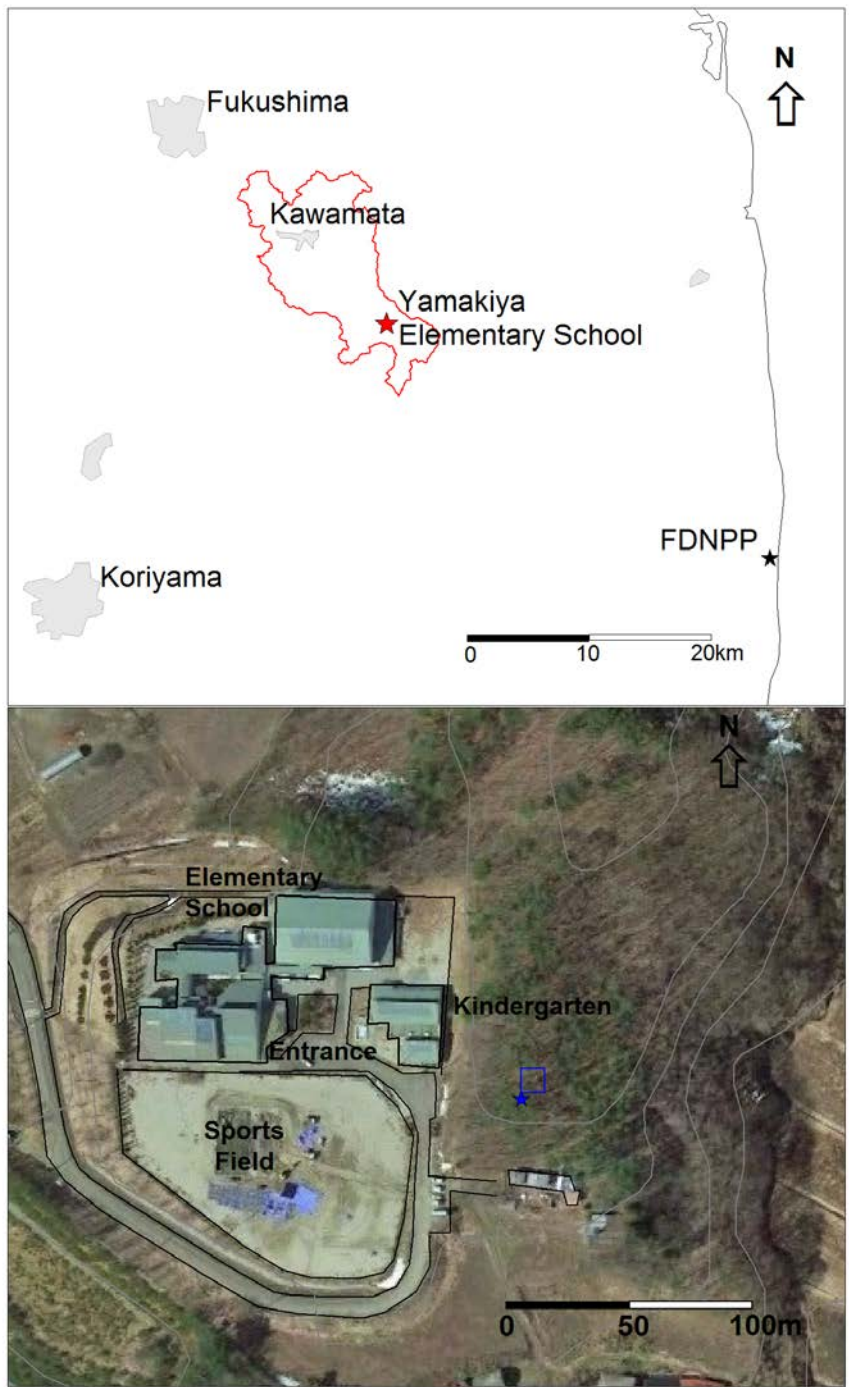 N
Fukushima
Kawamata
Yamakiya
Elementary School
FDNPP
Koriyama
0 10 20km
N
Elementary
School
Kindergarten
Entrance
Sports
Field
0 50 100m